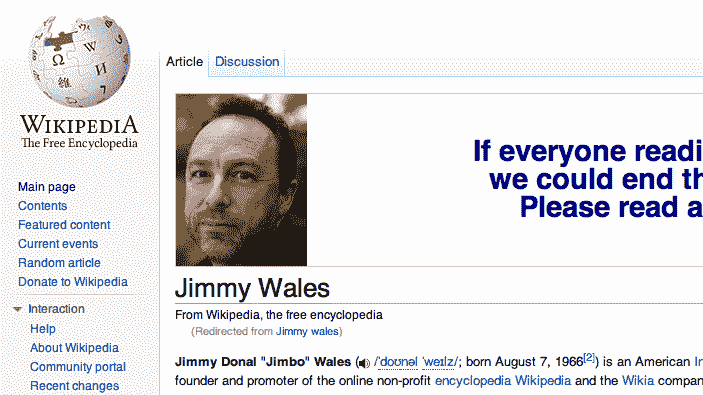 WIKIPEDIA
The Free Encyclopedia
Main page
Contents
Featured content
Current events
Random article
Donate to Wikipedia
Interaction
Help
About Wikipedia
Community portal
Recent changes
Article
Discussion
If everyone readi
we could end th
Please read a
Jimmy Wales
From Wikipedia, the free encyclopedia
(Redirected from Jimmy wales)
Jimmy Donal "Jimbo" Wales (/ˈdoʊnəl ˈweɪlz/; born August 7, 1966[2]) is an American In
founder and promoter of the online non-profit encyclopedia Wikipedia and the Wikia compan